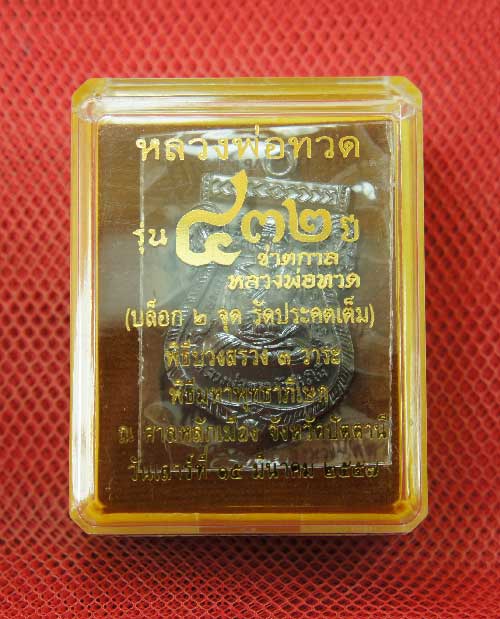 หลวงพ่อทวด
รุ่น ๔๓๒ ปี
ชาตกาล
หลวงพ่อทวด
(บล็อก ๒ จุด รัดประคตเต็ม)
พิธีบวงสรวง ๓ วาระ
พิธีมหาพุทธาภิเษก
ณ ศาลหลักเมือง จังหวัดปัตตานี
วันเสาร์ที่ ๑๕ มีนาคม ๒๕๕๗